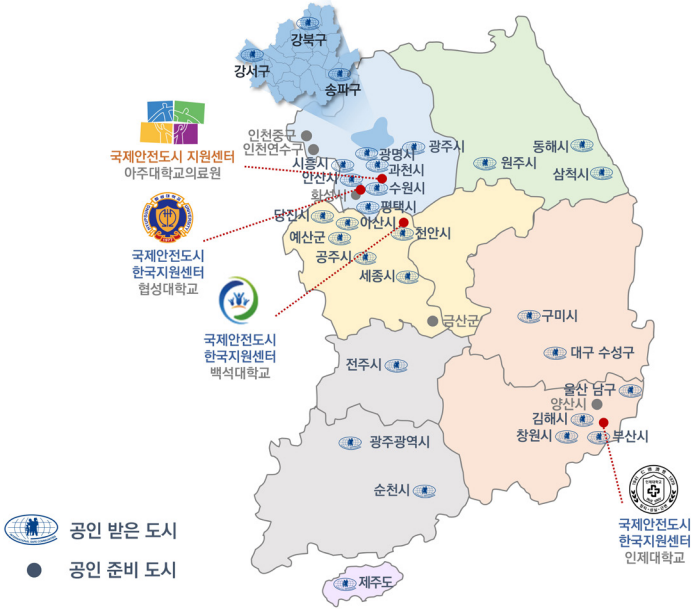 강북구
강서구
송파구
국제안전도시 지원센터
아주대학교의료원
인천중구
인천연수구
시흥시
안산시
화성시
광명시
과천시
수원시
평택시
광주시
원주시
동해시
삼척시
국제안전도시
한국지원센터
협성대학교
당진시
아산시
예산군
천안시
공주시
세종시
금산군
국제안전도시
한국지원센터
백석대학교
구미시
대구 수성구
전주시
울산 남구
양산시
김해시
창원시
부산시
광주광역시
순천시
국제안전도시
한국지원센터
인제대학교
공인 받은 도시
공인 준비 도시
제주도